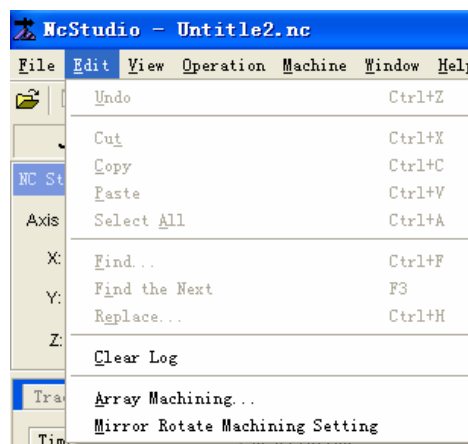 NcStudio - Untitle2.nc
File Edit View Operation Machine Window Help
Undo Ctrl+Z
Cut Ctrl+X
Copy Ctrl+C
NC St
Paste Ctrl+V
Axis
Select All Ctrl+A
X:
Find... Ctrl+F
Find the Next F3
Y:
Replace... Ctrl+H
Z:
Clear Log
Tra
Array Machining...
Mirror Rotate Machining Setting
Tim